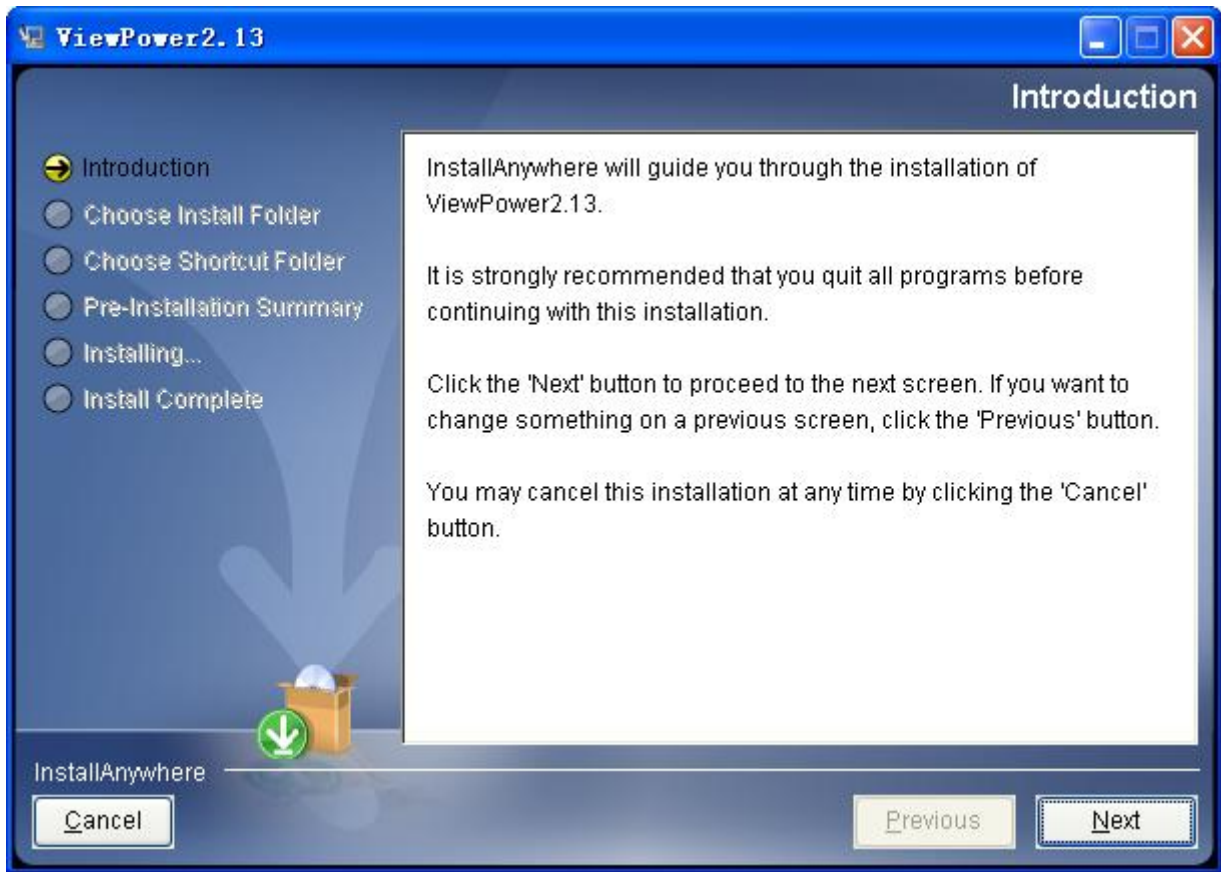 ViewPower2.13
Introduction
Introduction
Choose Install Folder
Choose Shortcut Folder
Pre-Installation Summary
Installing...
Install Complete
InstallAnywhere will guide you through the installation of
ViewPower2.13.
It is strongly recommended that you quit all programs before
continuing with this installation.
Click the 'Next' button to proceed to the next screen. If you want to
change something on a previous screen, click the 'Previous' button.
You may cancel this installation at any time by clicking the 'Cancel'
button.
InstallAnywhere
Cancel
Previous
Next